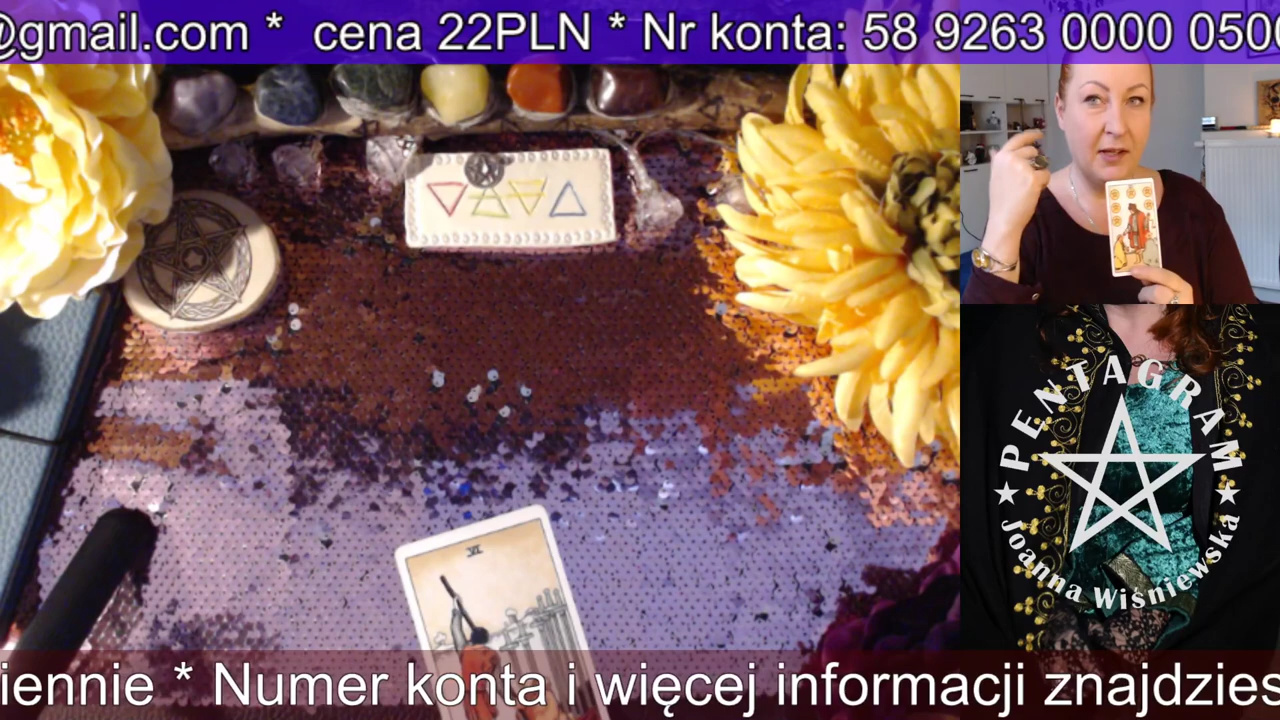 @gmail.com * cena 22PLN * Nr konta: 58 9263 0000 0500
PENTAGRAM
Joanna Wiśniewska
VI
iennie * Numer konta i więcej informacji znajdzies